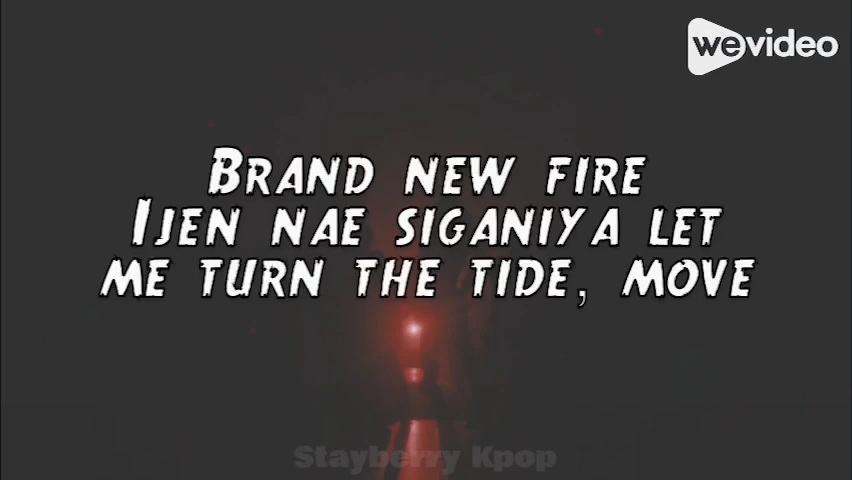 wevideo
Brand new fire
Ijen nae siganiya let
me turn the tide, move
Stayberry Kpop